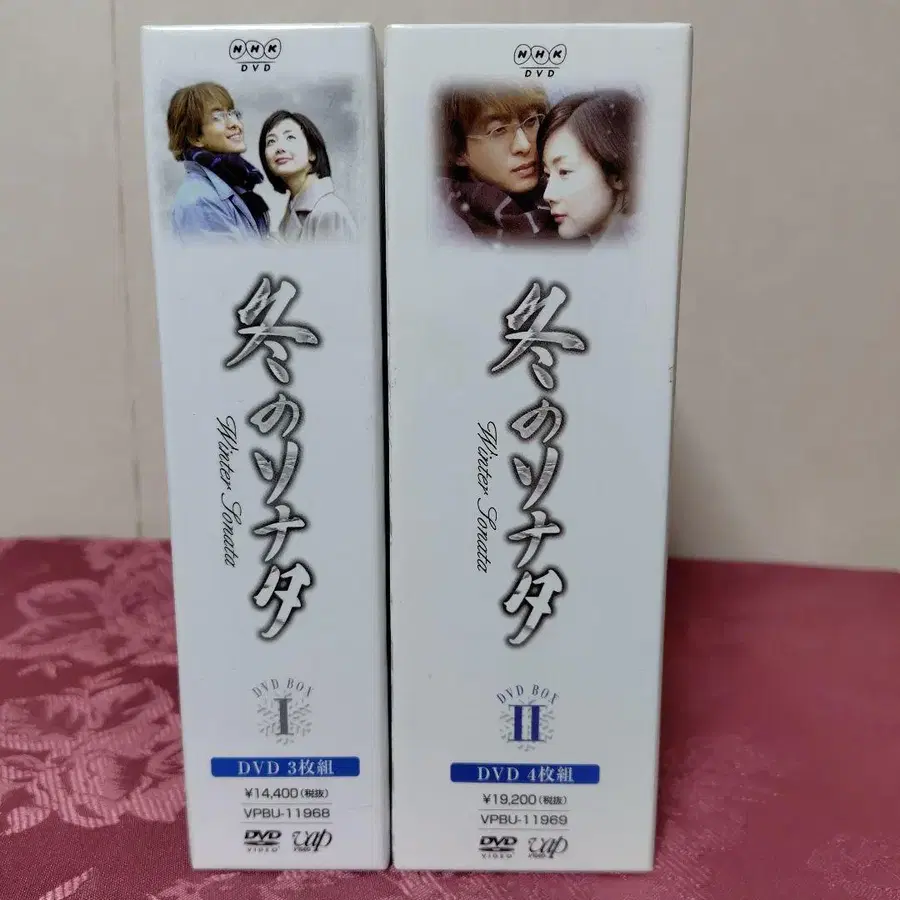 NHK
DVD
冬のソナタ
Winter Sonata
DVD BOX
I
DVD 3枚組
¥14,400(税抜)
VPBU-11968
DVD
VIDEO
vap
VIDEO
NHK
DVD
冬のソナタ
Winter Sonata
DVD BOX
II
DVD 4枚組
¥19,200(税抜)
VPBU-11969
DVD
VIDEO
vap
VIDEO